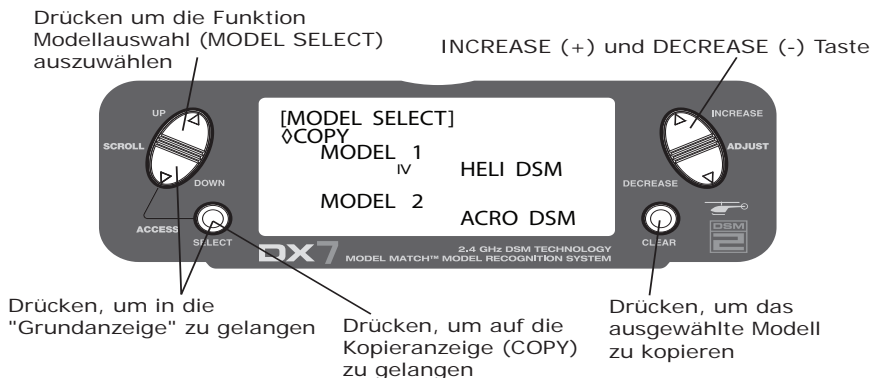 Drücken um die Funktion
Modellauswahl (MODEL SELECT)
auszuwählen
INCREASE (+) und DECREASE (-) Taste
UP
SCROLL
DOWN
ACCESS
SELECT
[MODEL SELECT]
◊COPY
MODEL 1
IV
HELI DSM
MODEL 2
ACRO DSM
INCREASE
ADJUST
DECREASE
CLEAR
DSM
2
DX7
2.4 GHz DSM TECHNOLOGY
MODEL MATCH™ MODEL RECOGNITION SYSTEM
Drücken, um in die
"Grundanzeige" zu gelangen
Drücken, um auf die
Kopieranzeige (COPY)
zu gelangen
Drücken, um das
ausgewählte Modell
zu kopieren